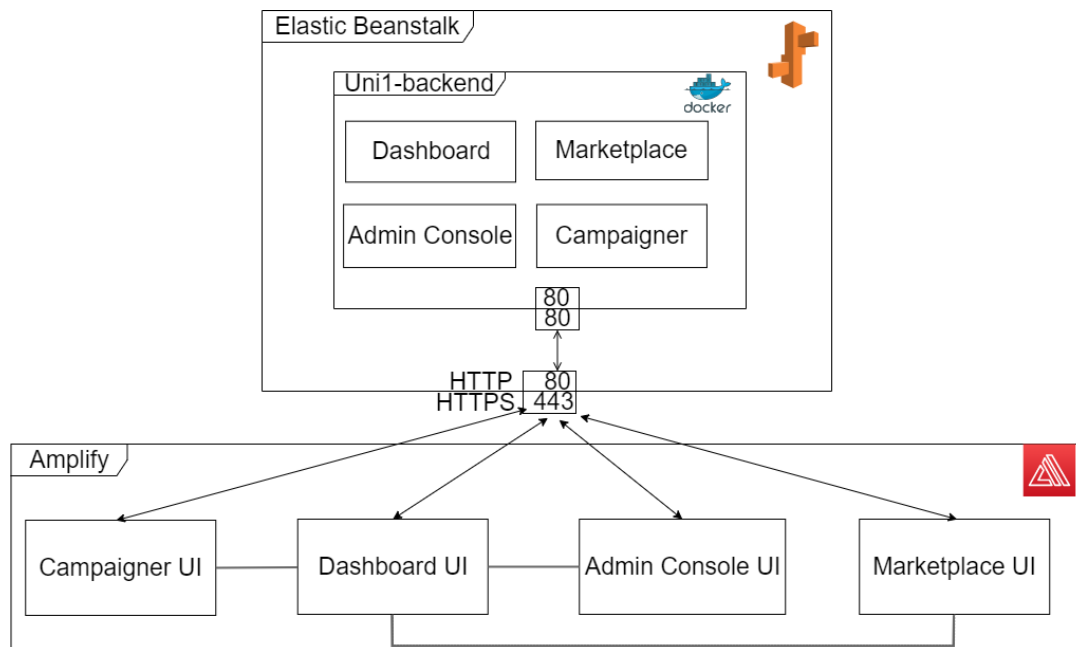 Elastic Beanstalk
Uni1-backend
docker
Dashboard
Marketplace
Admin Console
Campaigner
80
80
HTTP 80
HTTPS 443
Amplify
Campaigner UI
Dashboard UI
Admin Console UI
Marketplace UI